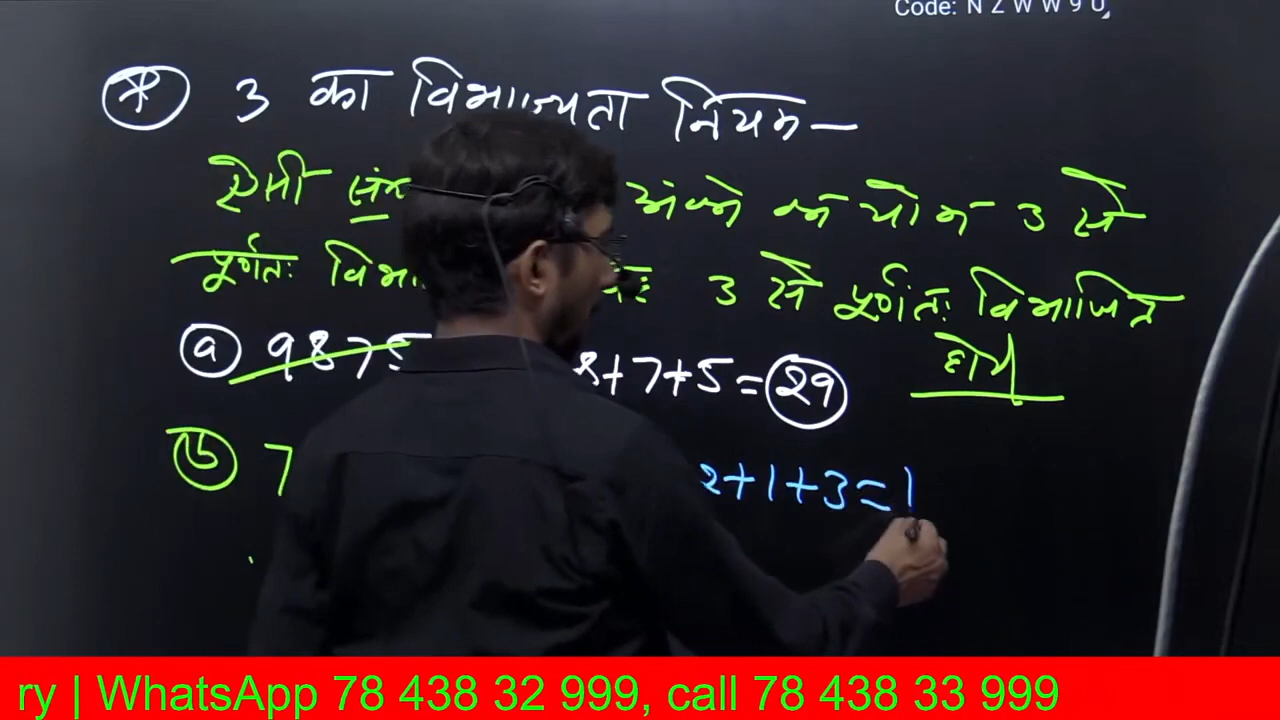 Code: N Z W W 9 U
* 3 का विभाज्यता नियम —
ऐसी अंको का योग 3 से
पूर्णतः 3 से पूर्णतः विभाजित
होगी
a 9875 8+7+5=29
b 7 2+1+3=1
ry | WhatsApp 78 438 32 999, call 78 438 33 999